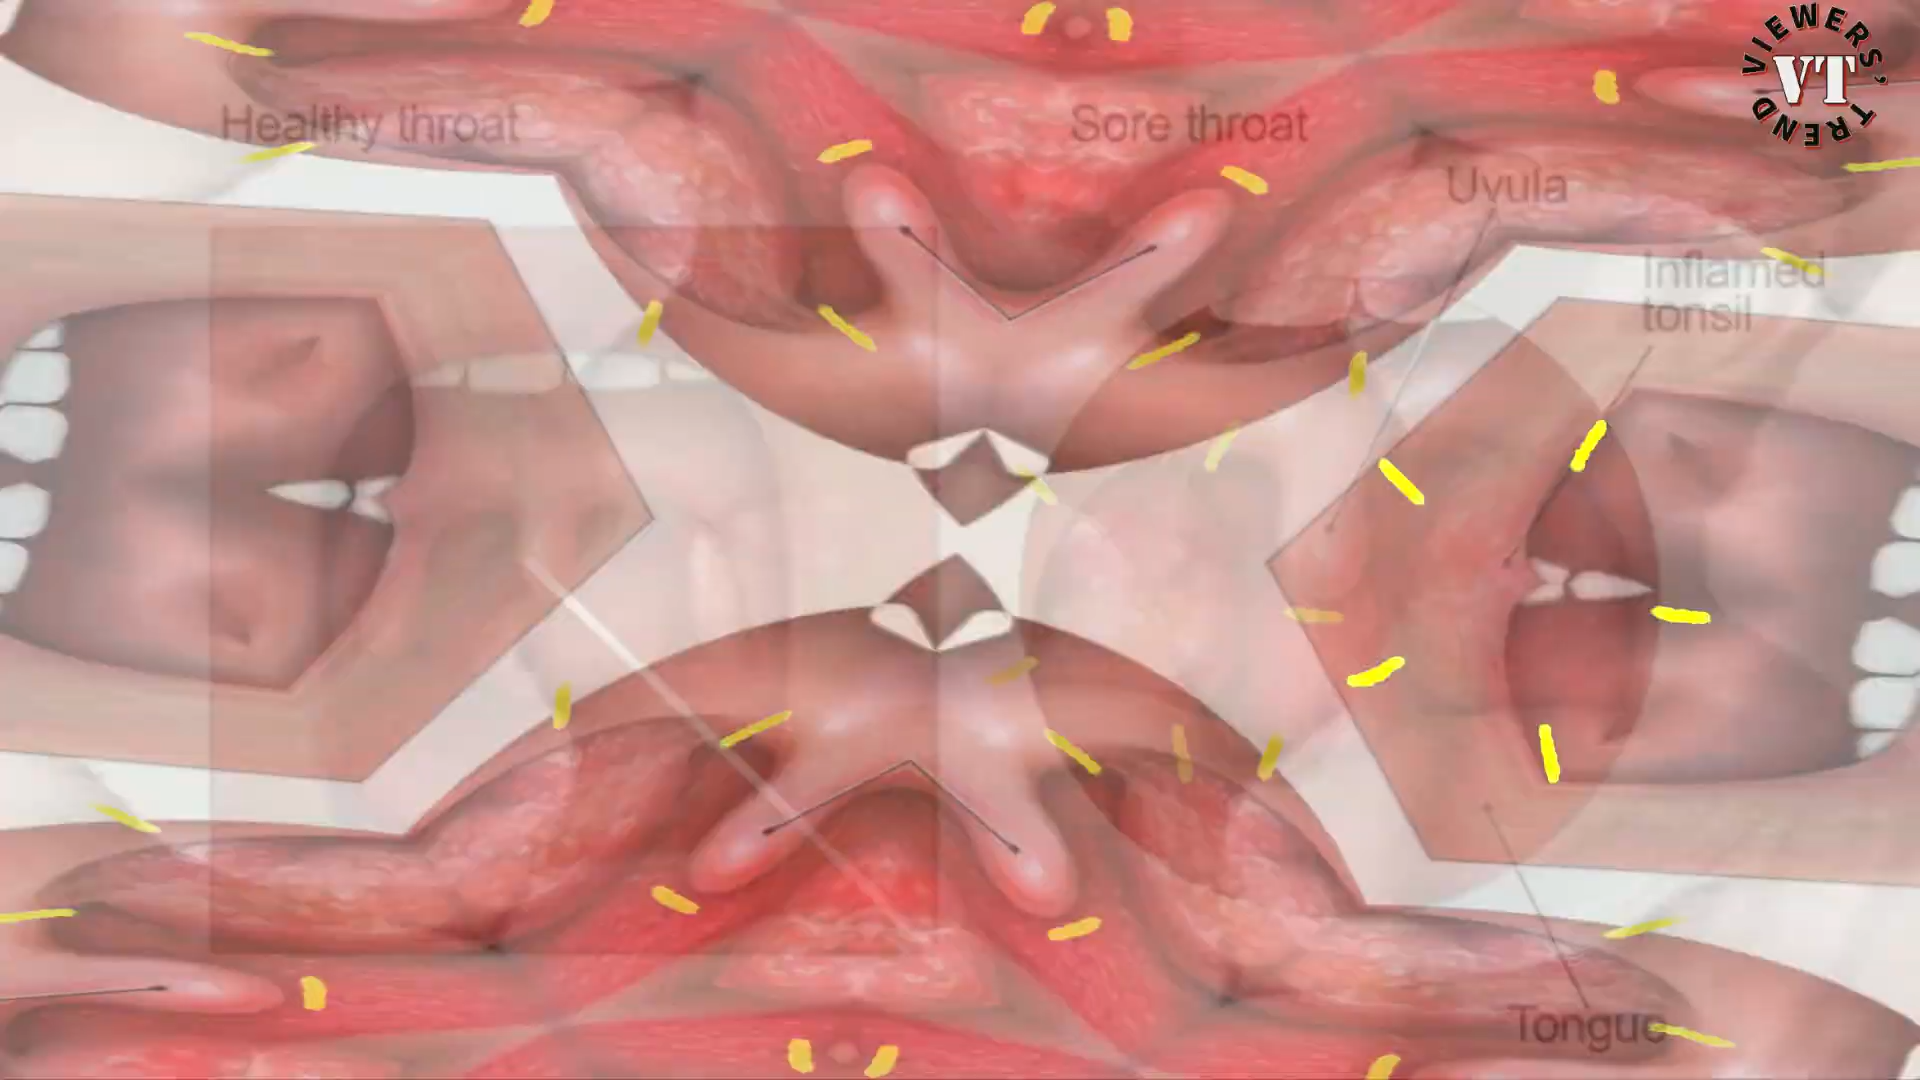 Healthy throat
Sore throat
Uvula
Inflamed
tonsil
Tongue
VIEWERS'
VT
TREND